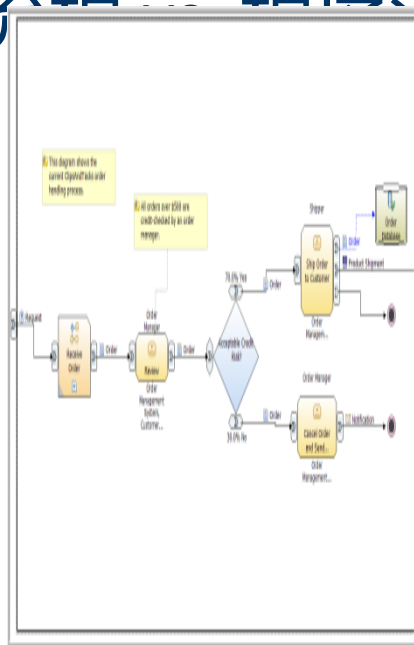 This diagram shows the
current ClipsAndTacks order
handling process.
All orders over are
credit-checked by an order
manager.
Request
Receive
Order
Order
Order
Manager
Review
Order
Management
System,
Customer...
Order
Acceptable Credit
Risk?
70.0% Yes
Order
30.0% No
Order
Shipper
Ship Order
to Customer
Order
Managem...
Order
Order
Database
Product Shipment
Order Manager
Cancel Order
and Send...
Order
Management...
Notification